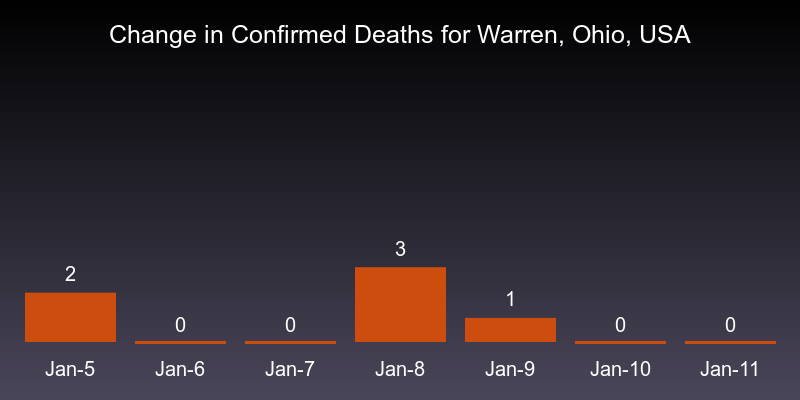 Change in Confirmed Deaths for Warren, Ohio, USA
2
0
0
3
1
0
0
Jan-5
Jan-6
Jan-7
Jan-8
Jan-9
Jan-10
Jan-11